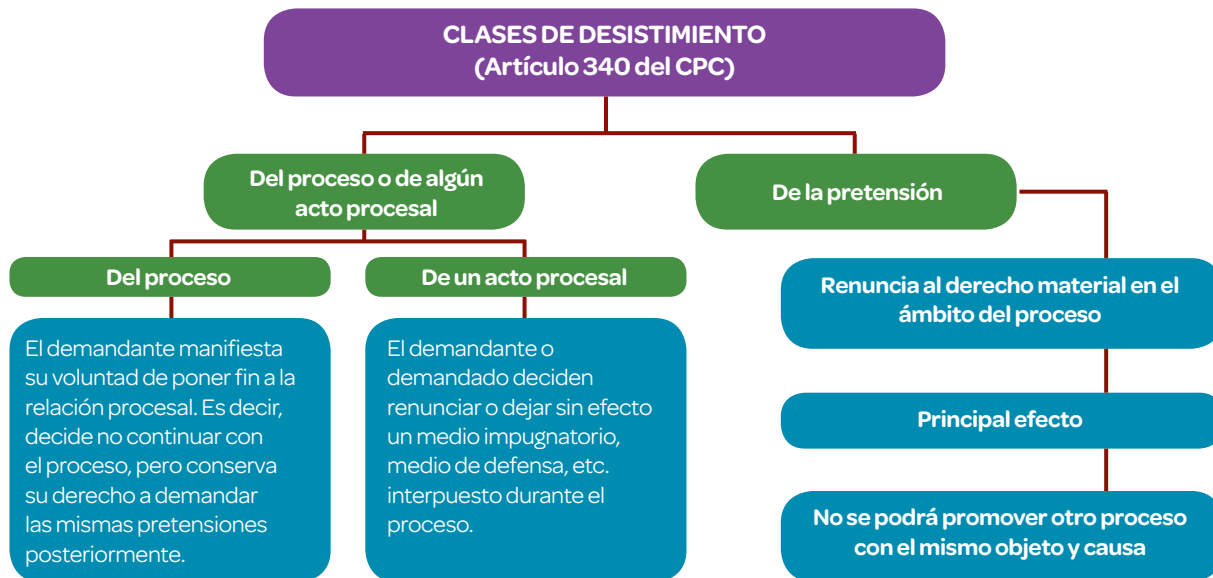 CLASES DE DESISTIMIENTO
(Artículo 340 del CPC)
Del proceso o de algún
acto procesal
De la pretensión
Del proceso
De un acto procesal
El demandante manifiesta
su voluntad de poner fin a la
relación procesal. Es decir,
decide no continuar con
el proceso, pero conserva
su derecho a demandar
las mismas pretensiones
posteriormente.
El demandante o
demandado deciden
renunciar o dejar sin efecto
un medio impugnatorio,
medio de defensa, etc.
interpuesto durante el
proceso.
Renuncia al derecho material en el
ámbito del proceso
Principal efecto
No se podrá promover otro proceso
con el mismo objeto y causa